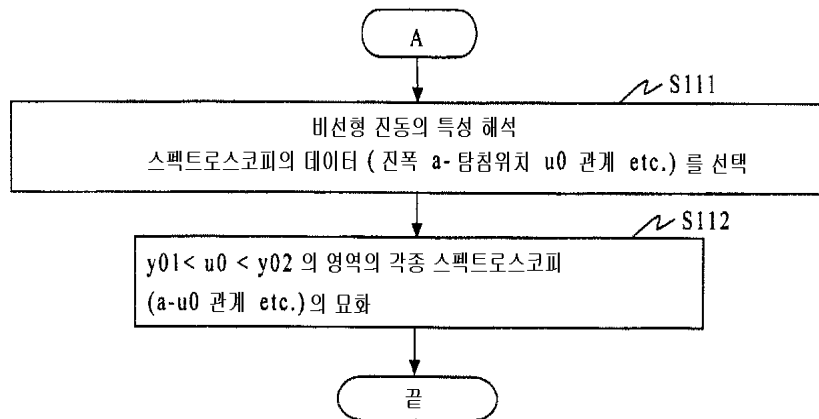 A
S111
비선형 진동의 특성 해석
스펙트로스코피의 데이터 ( 진폭 a- 탐침위치 u0 관계 etc.) 를 선택
S112
y01< u0 < y02 의 영역의 각종 스펙트로스코피
(a-u0 관계 etc.)의 묘화
끝